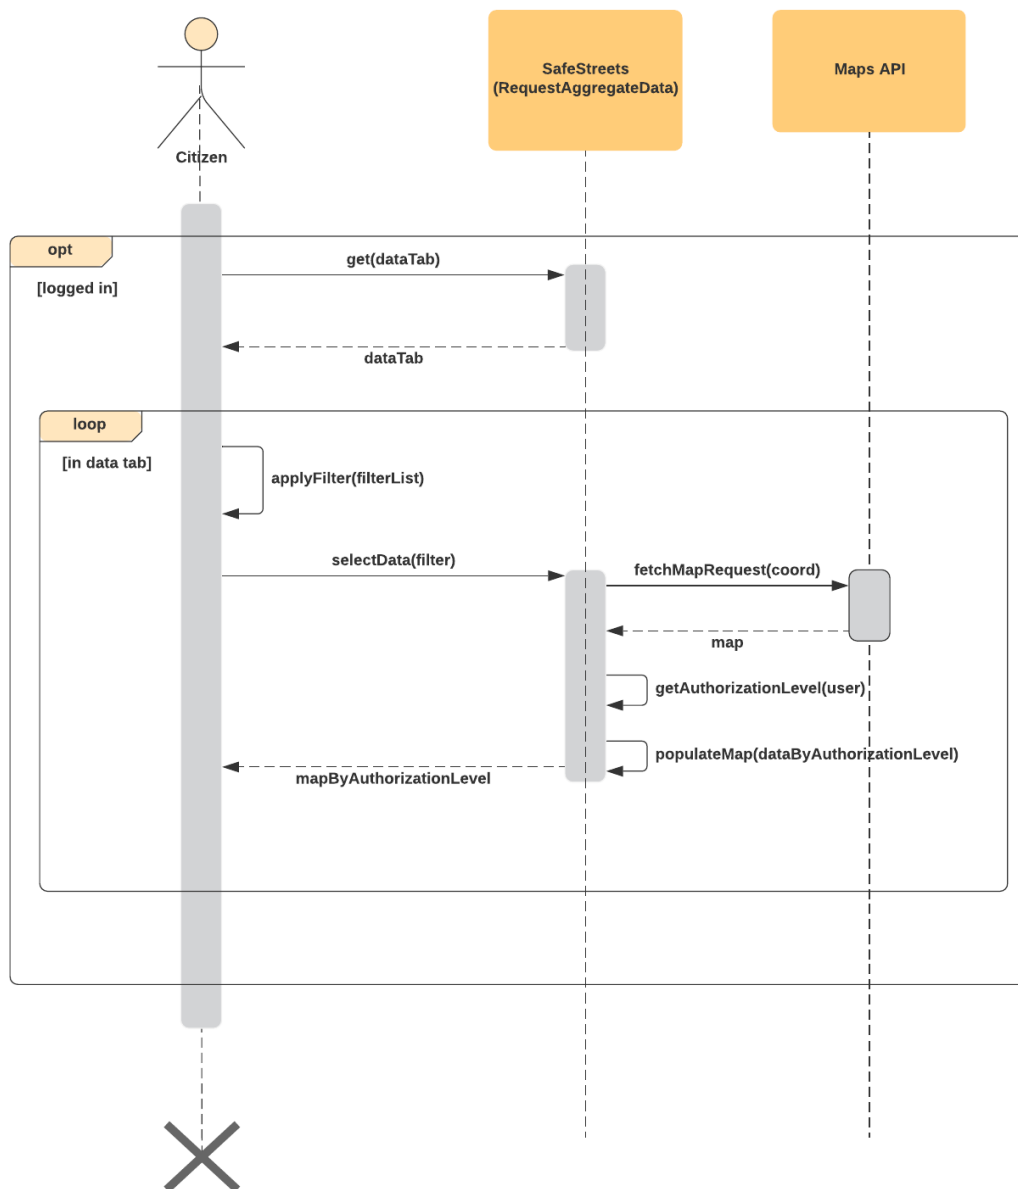 SafeStreets
(RequestAggregateData)
Maps API
Citizen
opt
[logged in]
get(dataTab)
dataTab
loop
[in data tab]
applyFilter(filterList)
selectData(filter)
fetchMapRequest(coord)
map
getAuthorizationLevel(user)
populateMap(dataByAuthorizationLevel)
mapByAuthorizationLevel